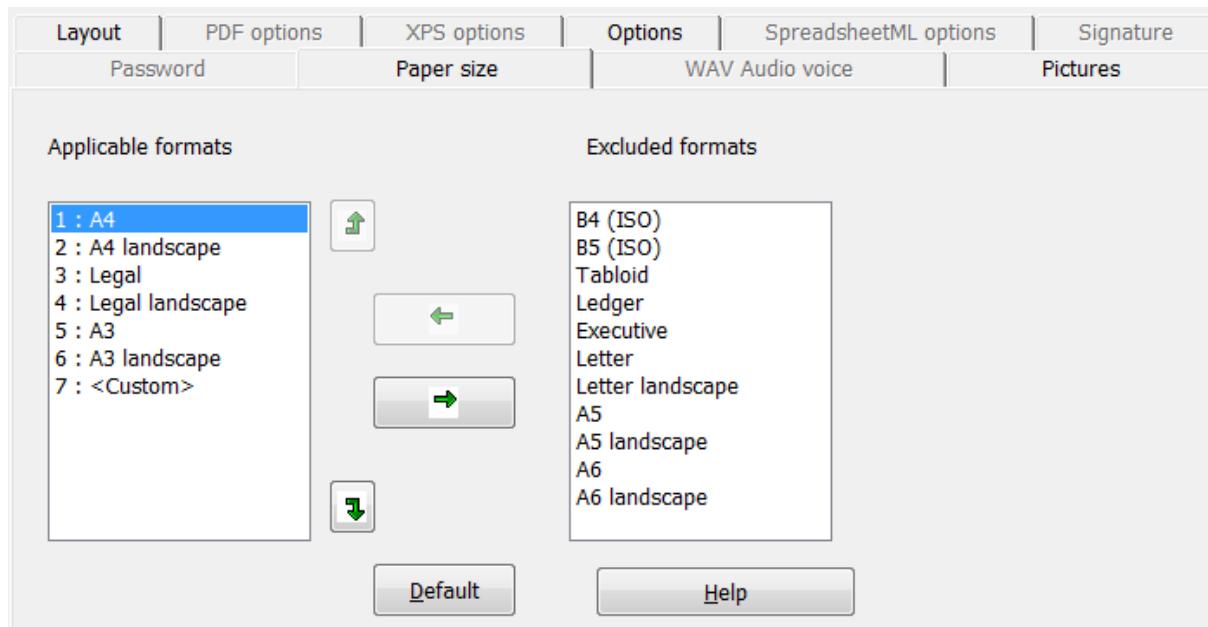 Layout PDF options XPS options Options SpreadsheetML options Signature
Password Paper size WAV Audio voice Pictures
Applicable formats
1 : A4
2 : A4 landscape
3 : Legal
4 : Legal landscape
5 : A3
6 : A3 landscape
7 : <Custom>
Excluded formats
B4 (ISO)
B5 (ISO)
Tabloid
Ledger
Executive
Letter
Letter landscape
A5
A5 landscape
A6
A6 landscape
Default Help